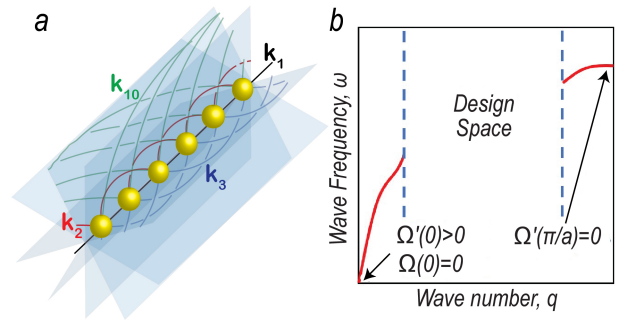 a
k₁
k₁₀
k₃
k₂
b
Wave Frequency, ω
Design
Space
Ω'(0)>0
Ω(0)=0
Ω'(π/a)=0
Wave number, q